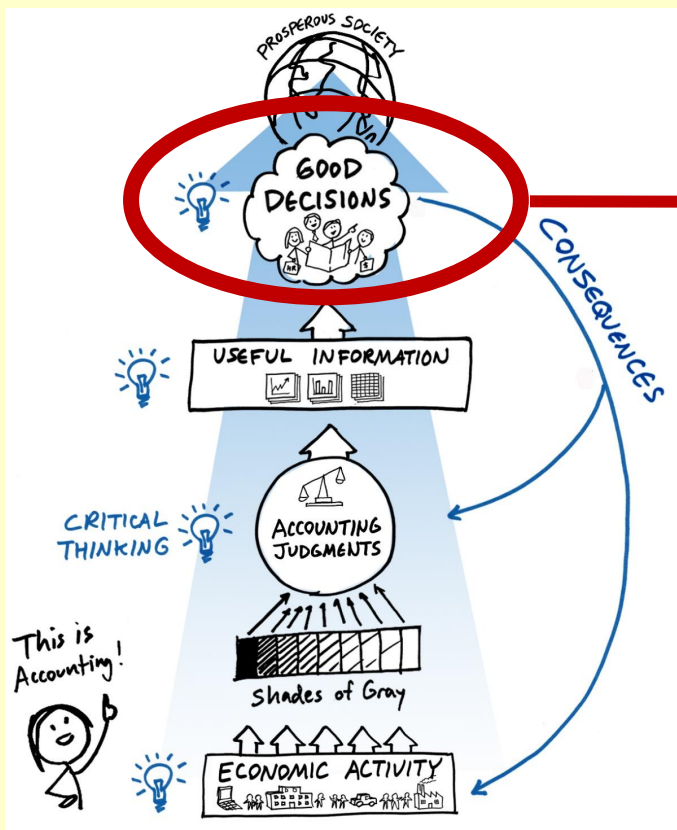 PROSPEROUS SOCIETY
GOOD
DECISIONS
HR
$
CONSEQUENCES
USEFUL INFORMATION
CRITICAL
THINKING
ACCOUNTING
JUDGMENTS
This is
Accounting!
Shades of Gray
ECONOMIC ACTIVITY